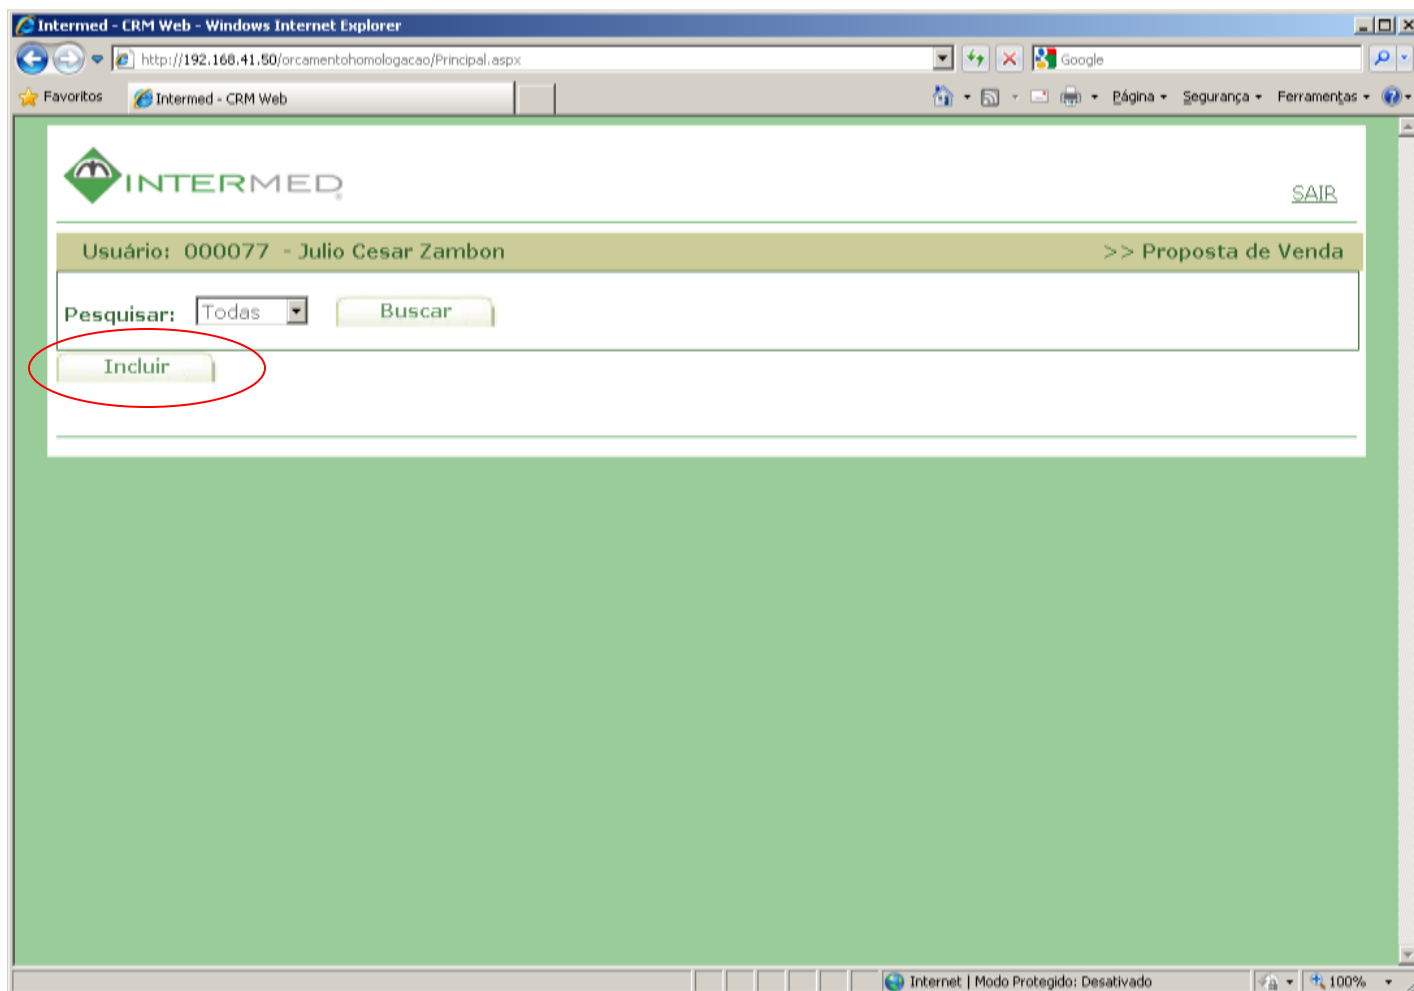 Intermed - CRM Web - Windows Internet Explorer
http://192.168.41.50/orcamentohomologacao/Principal.aspx
Google
Favoritos
Intermed - CRM Web
Página
Segurança
Ferramentas
INTERMED
SAIR
Usuário: 000077 - Julio Cesar Zambon
>> Proposta de Venda
Pesquisar:
Todas
Buscar
Incluir
Internet | Modo Protegido: Desativado
100%